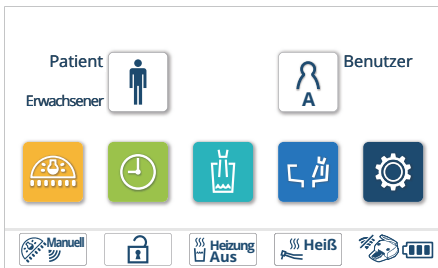 Patient
Benutzer
Erwachsener
A
Manuell
Heizung
Aus
Heiß